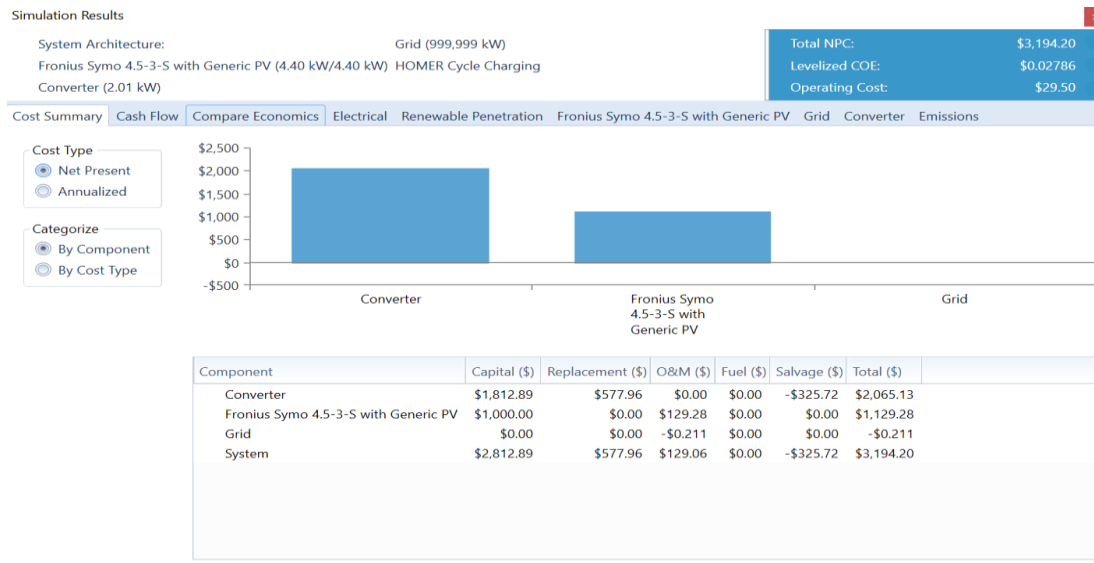 Simulation Results
System Architecture: Grid (999,999 kW)
Fronius Symo 4.5-3-S with Generic PV (4.40 kW/4.40 kW) HOMER Cycle Charging
Converter (2.01 kW)
Total NPC: $3,194.20
Levelized COE: $0.02786
Operating Cost: $29.50
Cost Summary Cash Flow Compare Economics Electrical Renewable Penetration Fronius Symo 4.5-3-S with Generic PV Grid Converter Emissions
Cost Type
Net Present
Annualized
Categorize
By Component
By Cost Type
$2,500
$2,000
$1,500
$1,000
$500
$0
-$500
Converter
Fronius Symo
4.5-3-S with
Generic PV
Grid
Component Capital ($) Replacement ($) O&M ($) Fuel ($) Salvage ($) Total ($)
Converter $1,812.89 $577.96 $0.00 $0.00 -$325.72 $2,065.13
Fronius Symo 4.5-3-S with Generic PV $1,000.00 $0.00 $129.28 $0.00 $0.00 $1,129.28
Grid $0.00 $0.00 -$0.211 $0.00 $0.00 -$0.211
System $2,812.89 $577.96 $129.06 $0.00 -$325.72 $3,194.20